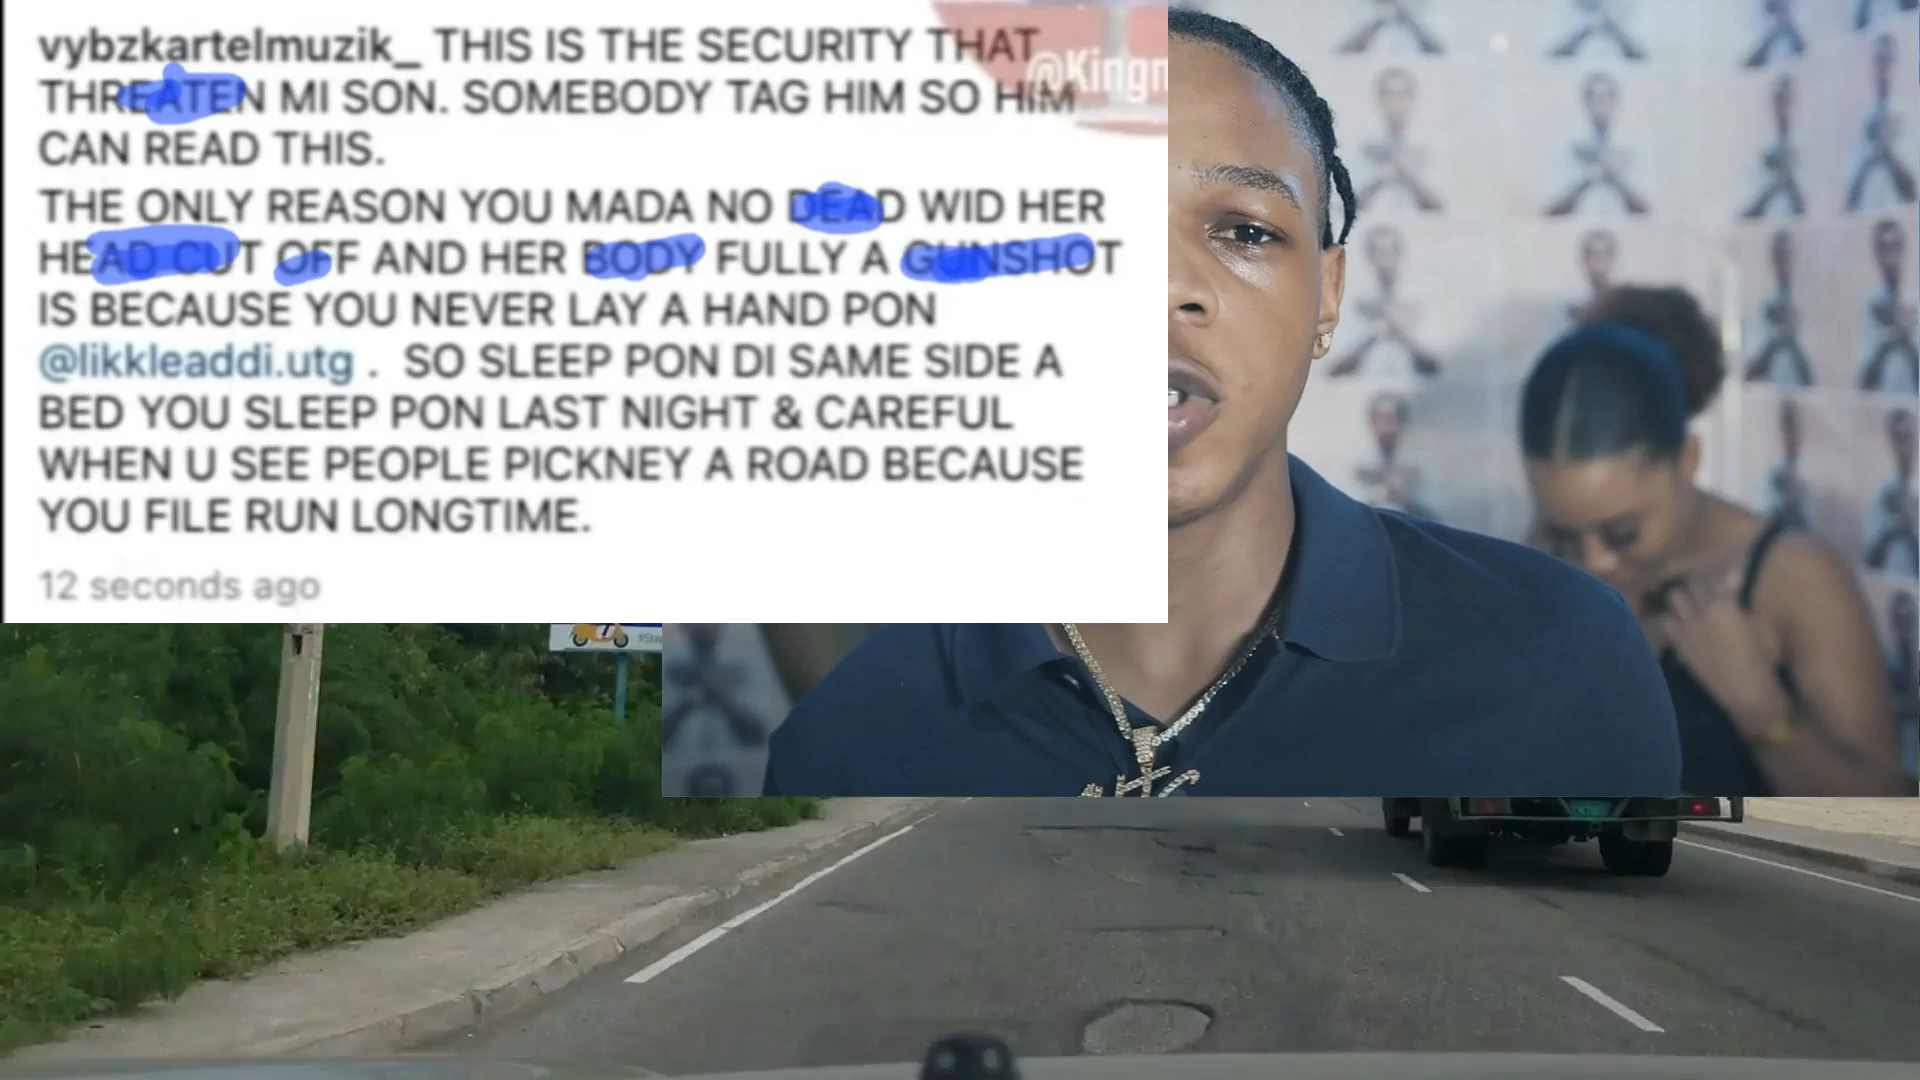 vybzkartelmuzik_ THIS IS THE SECURITY THAT
THREATEN MI SON. SOMEBODY TAG HIM SO HIM
CAN READ THIS.
THE ONLY REASON YOU MADA NO DEAD WID HER
HEAD CUT OFF AND HER BODY FULLY A GUNSHOT
IS BECAUSE YOU NEVER LAY A HAND PON
@likkleaddi.utg . SO SLEEP PON DI SAME SIDE A
BED YOU SLEEP PON LAST NIGHT & CAREFUL
WHEN U SEE PEOPLE PICKNEY A ROAD BECAUSE
YOU FILE RUN LONGTIME.
12 seconds ago